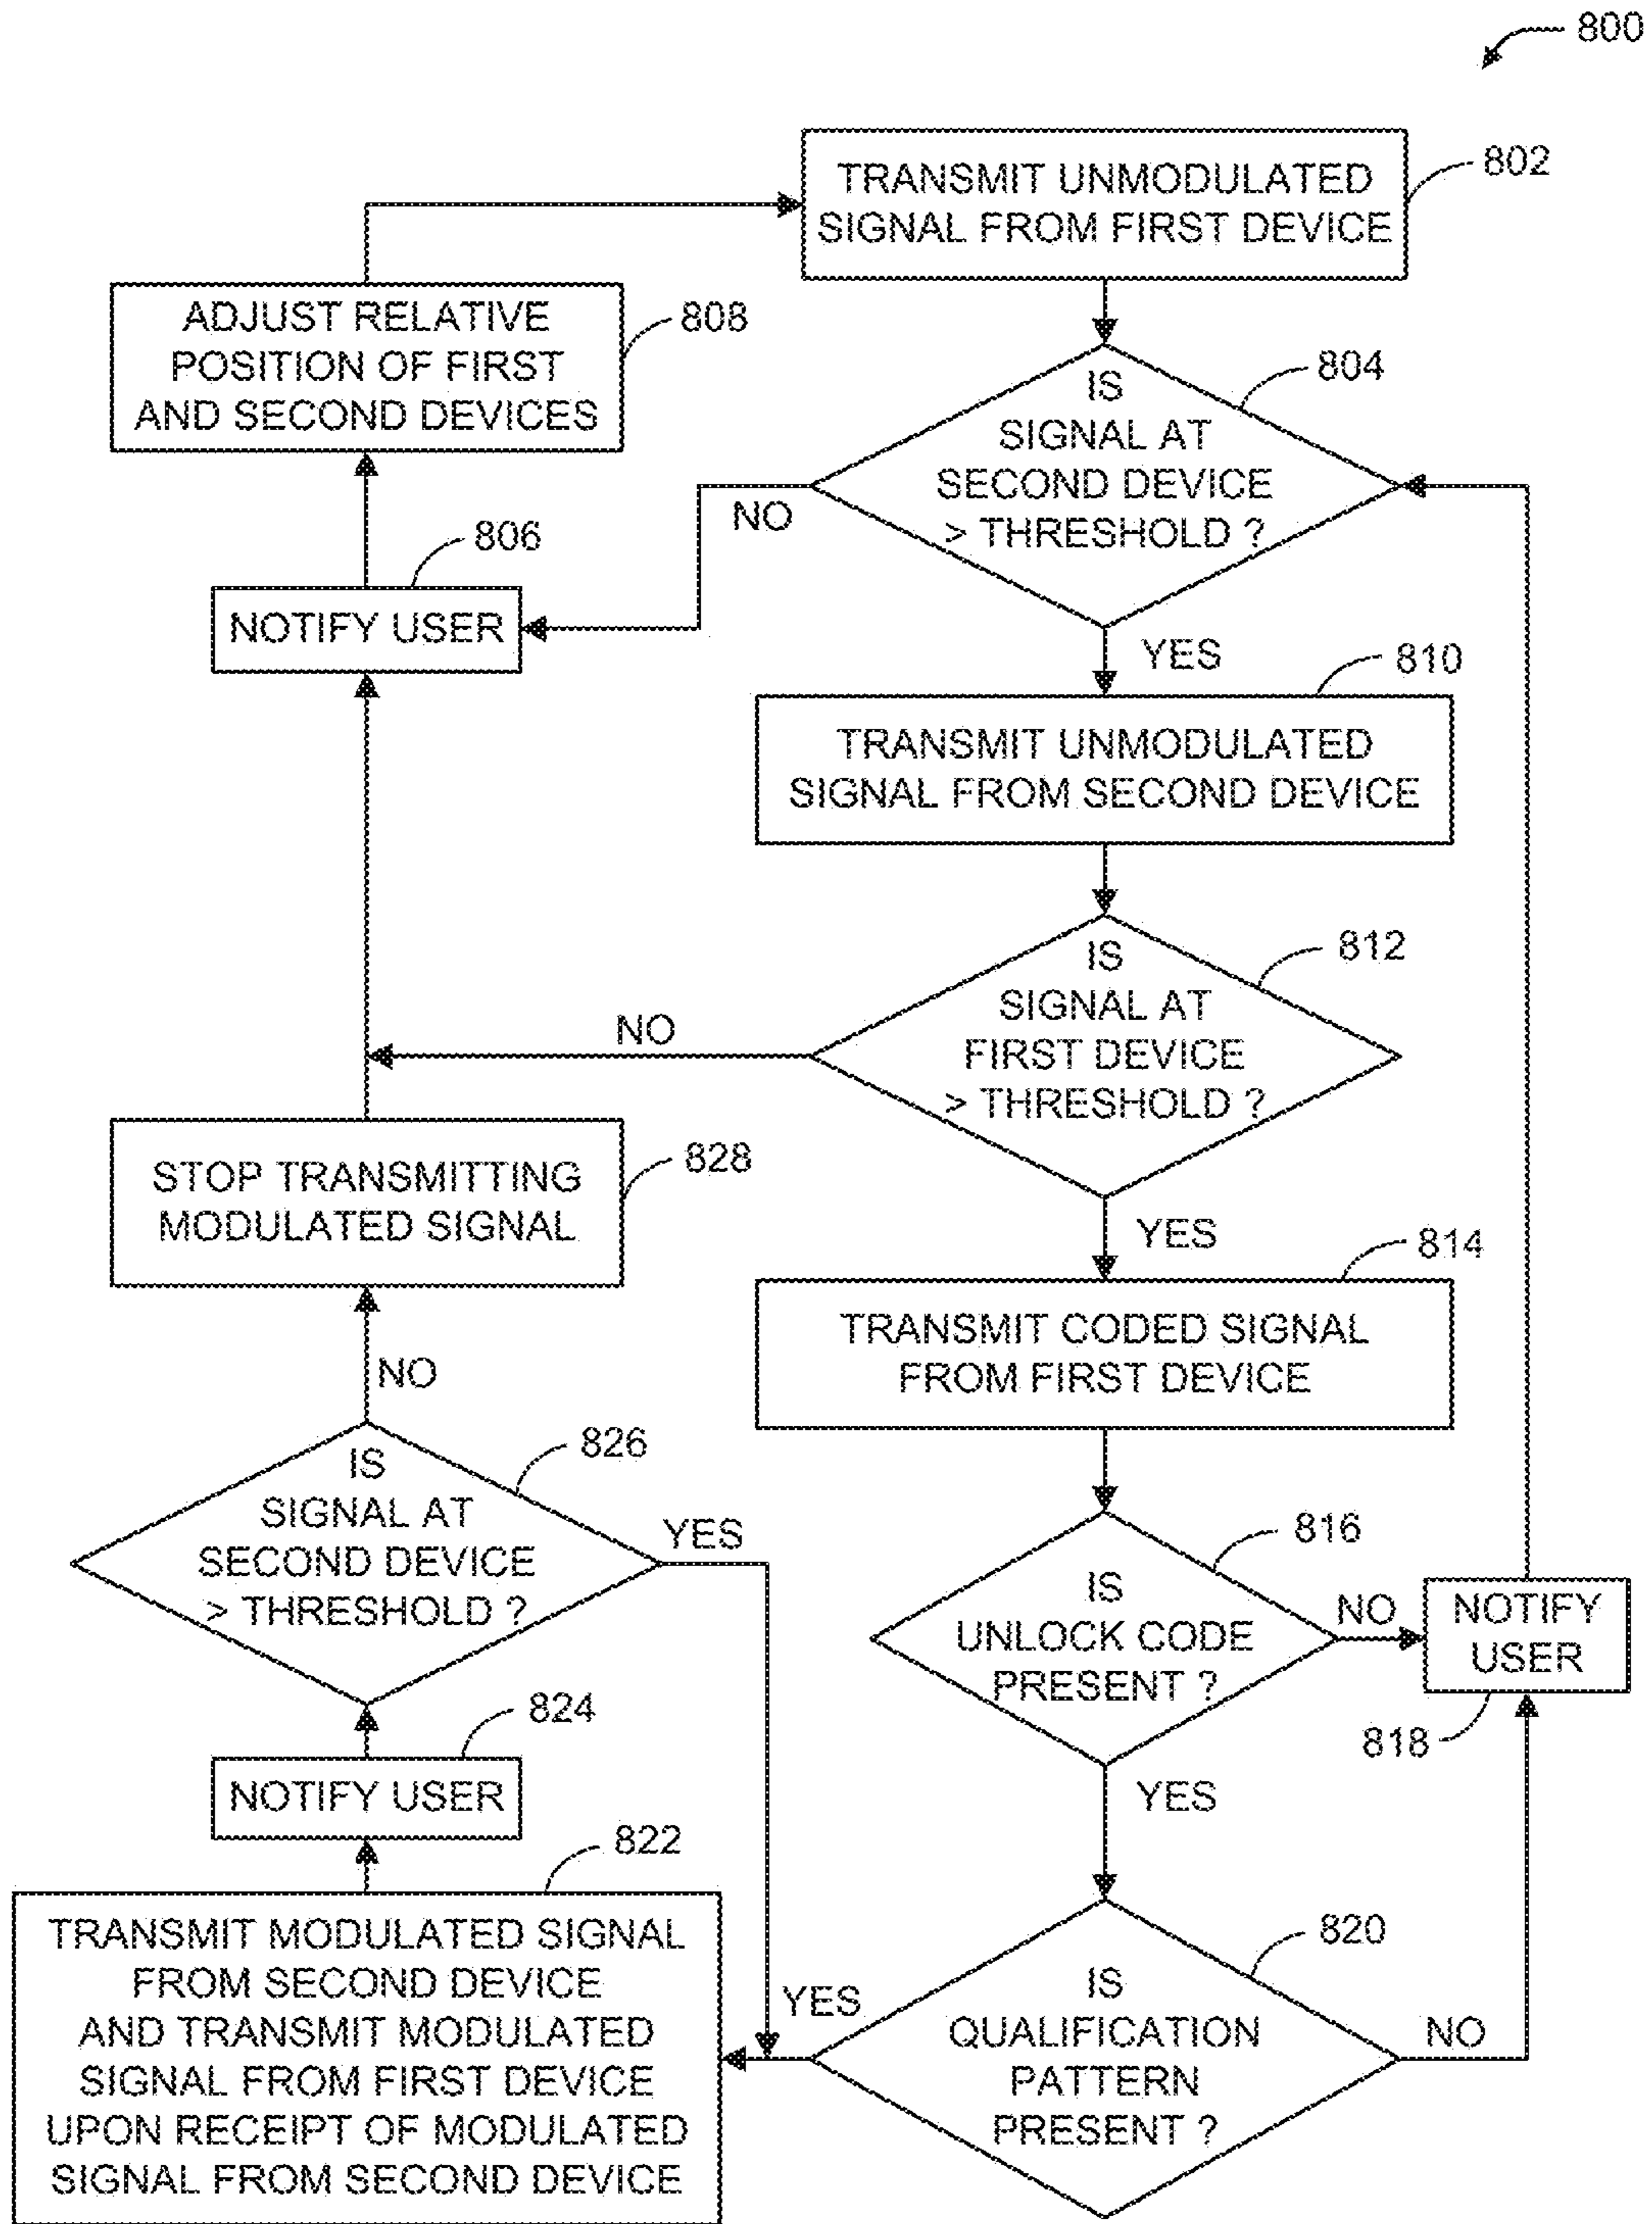 800
TRANSMIT UNMODULATED
SIGNAL FROM FIRST DEVICE
802
ADJUST RELATIVE
POSITION OF FIRST
AND SECOND DEVICES
808
IS
SIGNAL AT
SECOND DEVICE
> THRESHOLD ?
804
NO
806
NOTIFY USER
YES
810
TRANSMIT UNMODULATED
SIGNAL FROM SECOND DEVICE
IS
SIGNAL AT
FIRST DEVICE
> THRESHOLD ?
812
NO
STOP TRANSMITTING
MODULATED SIGNAL
828
YES
814
TRANSMIT CODED SIGNAL
FROM FIRST DEVICE
NO
IS
SIGNAL AT
SECOND DEVICE
> THRESHOLD ?
826
YES
IS
UNLOCK CODE
PRESENT ?
816
NO
NOTIFY
USER
818
824
NOTIFY USER
YES
822
TRANSMIT MODULATED SIGNAL
FROM SECOND DEVICE
AND TRANSMIT MODULATED
SIGNAL FROM FIRST DEVICE
UPON RECEIPT OF MODULATED
SIGNAL FROM SECOND DEVICE
YES
IS
QUALIFICATION
PATTERN
PRESENT ?
820
NO